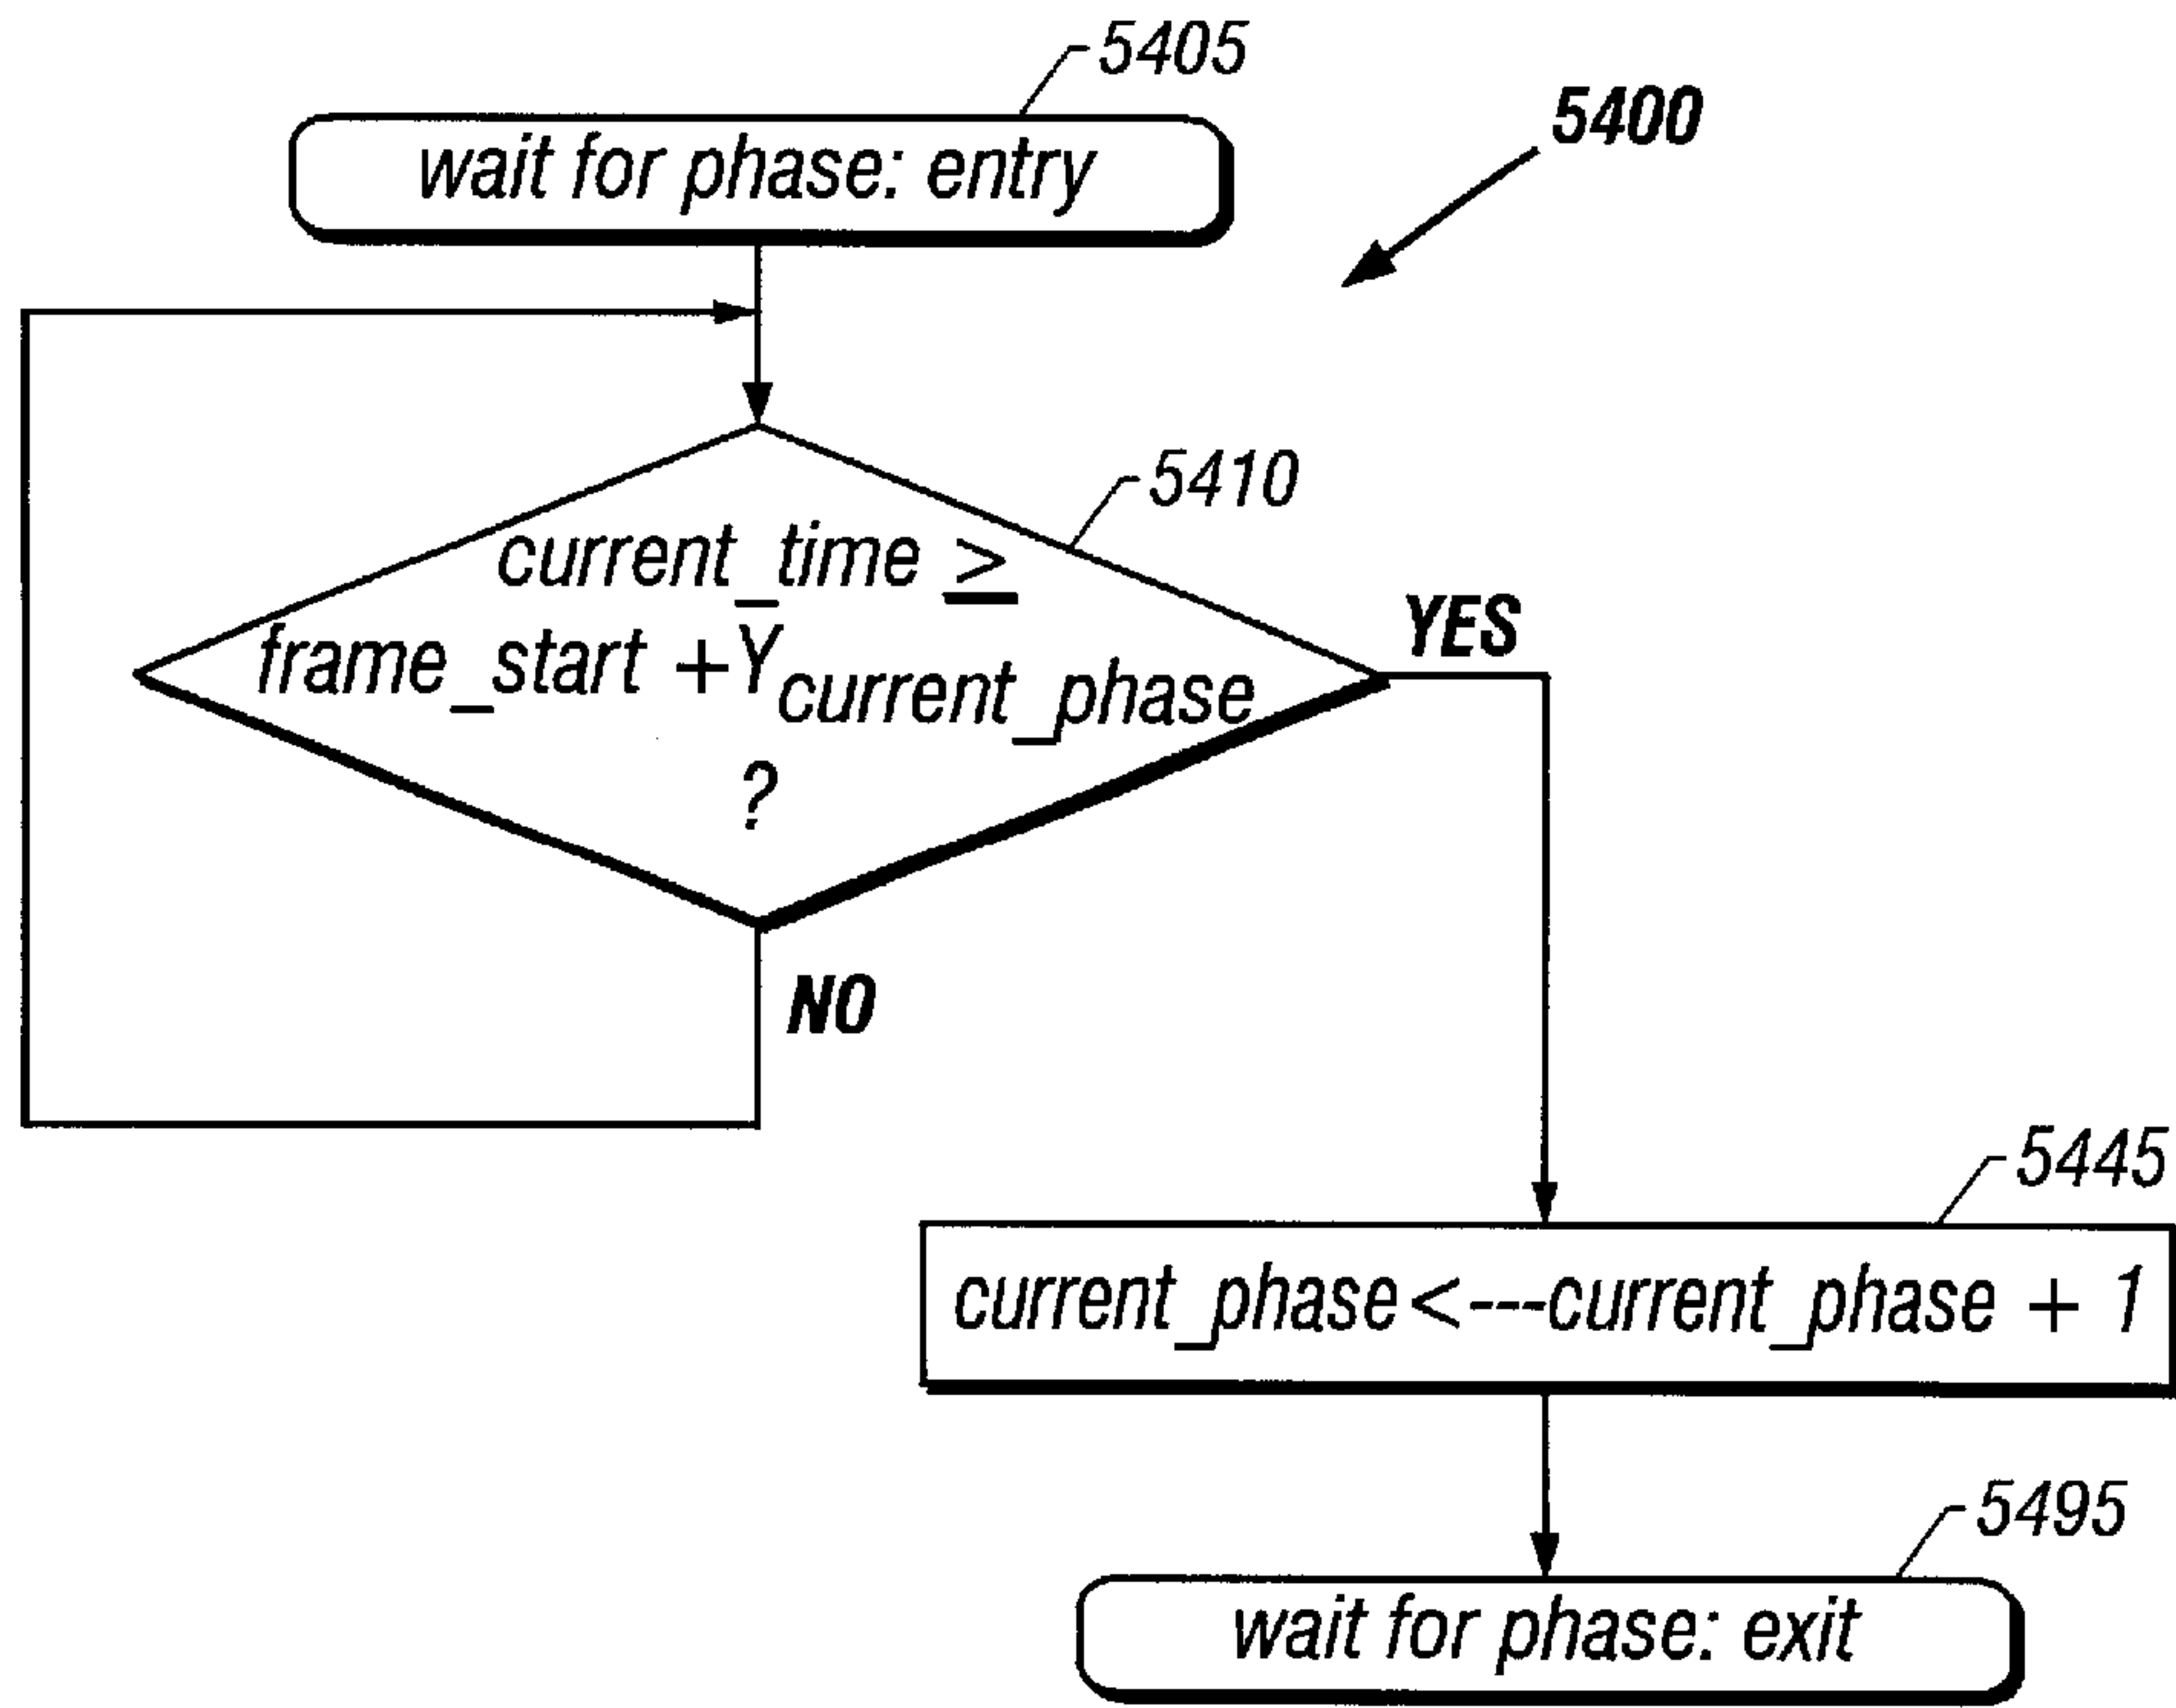 5405
5400
wait for phase: entry
5410
current_time ≥
frame_start + Y current_phase
?
YES
NO
5445
current_phase <---current_phase + 1
5495
wait for phase: exit